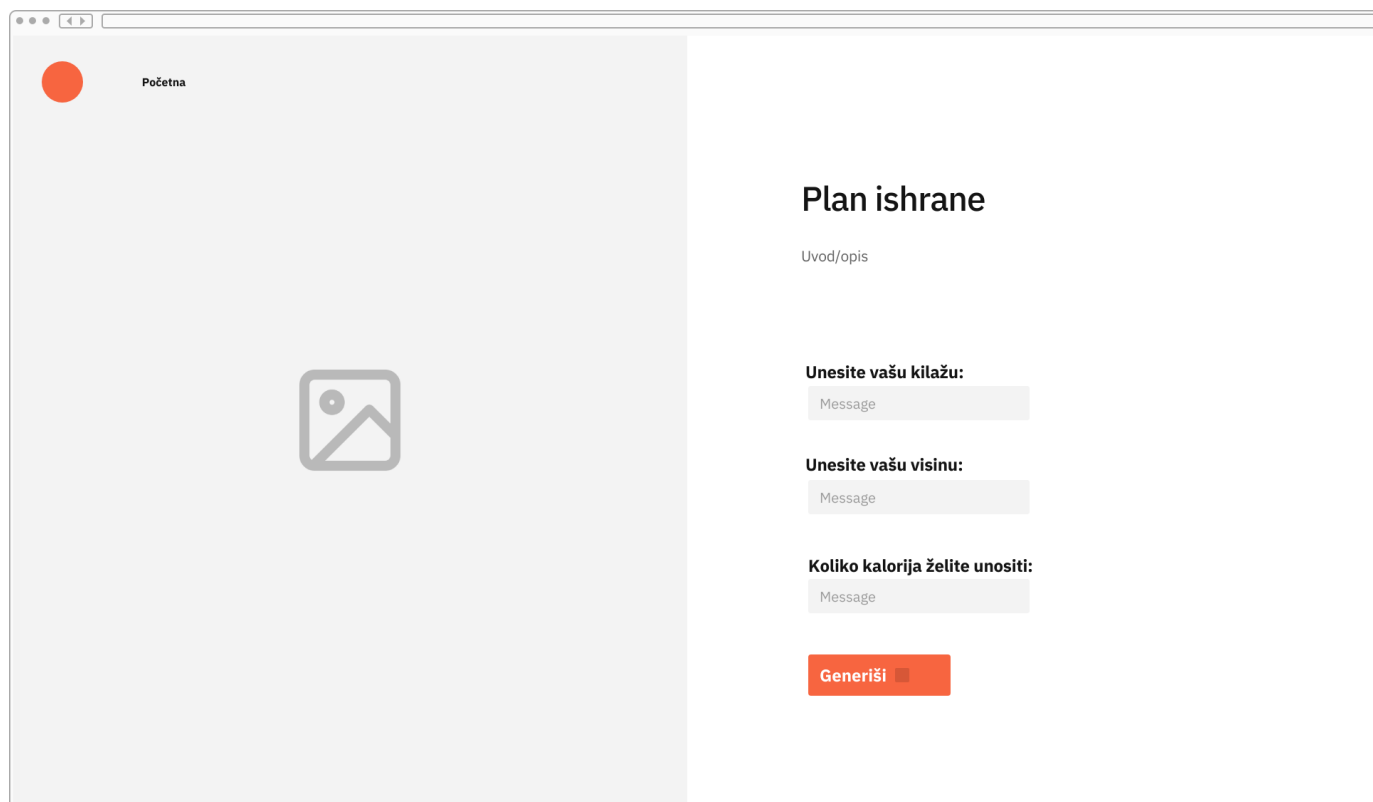 Početna
Plan ishrane
Uvod/opis
Unesite vašu kilažu:
Message
Unesite vašu visinu:
Message
Koliko kalorija želite unositi:
Message
Generiši